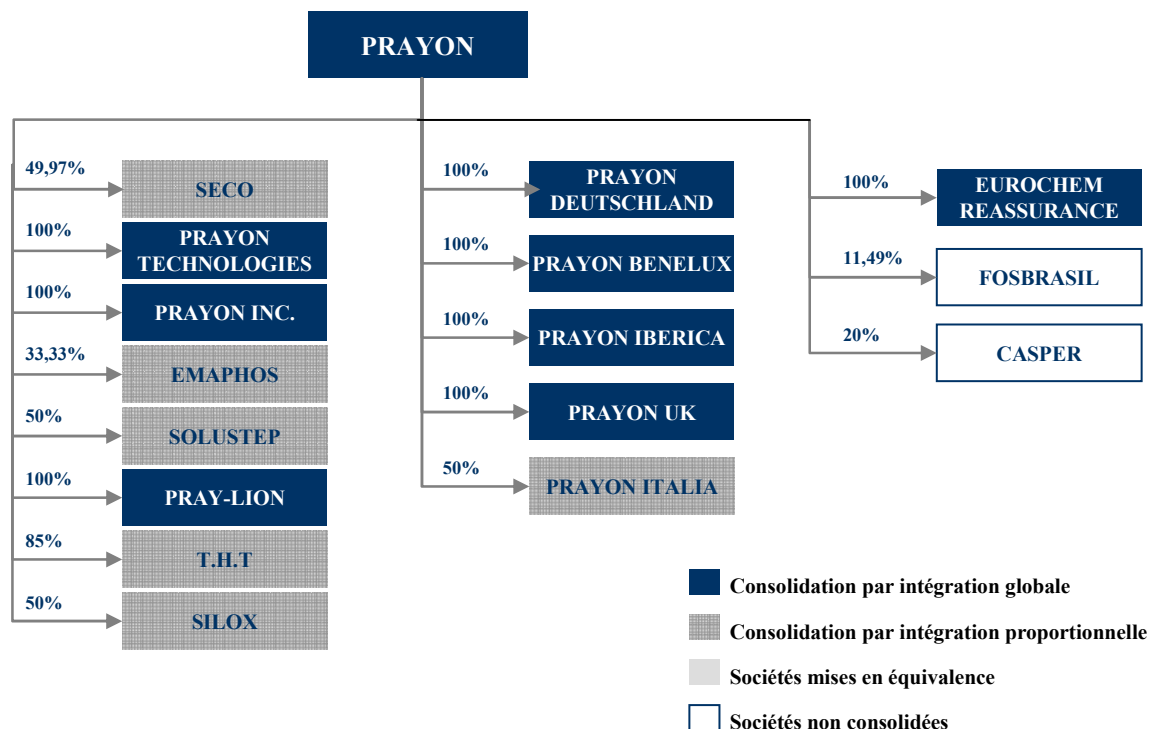 PRAYON
49,97%
SECO
100%
PRAYON
TECHNOLOGIES
100%
PRAYON INC.
33,33%
EMAPHOS
50%
SOLUSTEP
100%
PRAY-LION
85%
T.H.T
50%
SILOX
100%
PRAYON
DEUTSCHLAND
100%
PRAYON BENELUX
100%
PRAYON IBERICA
100%
PRAYON UK
50%
PRAYON ITALIA
100%
EUROCHEM
REASSURANCE
11,49%
FOSBRASIL
20%
CASPER
Consolidation par intégration globale
Consolidation par intégration proportionnelle
Sociétés mises en équivalence
Sociétés non consolidées